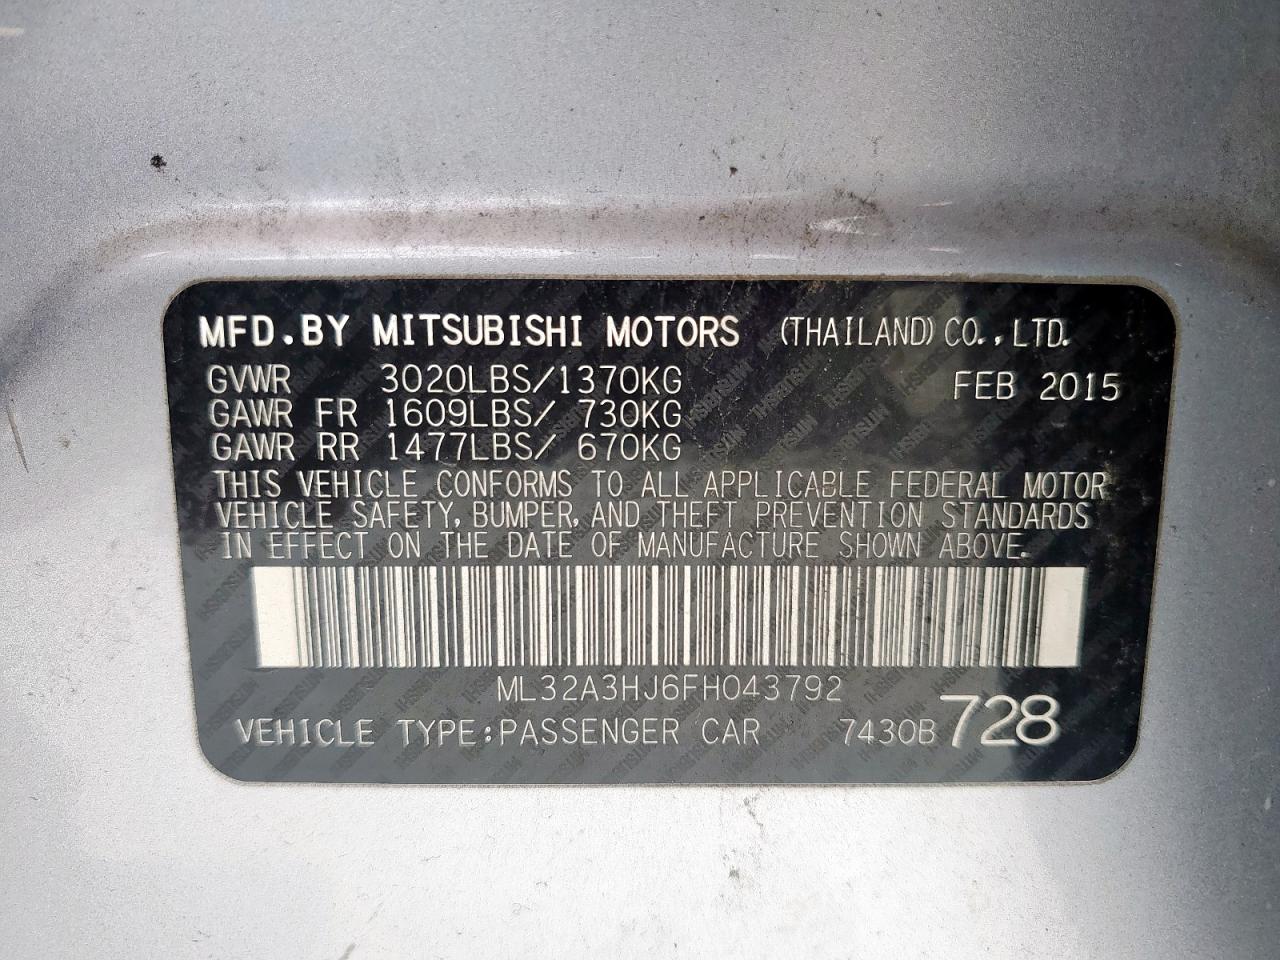 MFD.BY MITSUBISHI MOTORS (THAILAND) CO.,LTD.
GVWR 3020LBS/1370KG FEB 2015
GAWR FR 1609LBS/ 730KG
GAWR RR 1477LBS/ 670KG
THIS VEHICLE CONFORMS TO ALL APPLICABLE FEDERAL MOTOR
VEHICLE SAFETY, BUMPER, AND THEFT PREVENTION STANDARDS
IN EFFECT ON THE DATE OF MANUFACTURE SHOWN ABOVE.
ML32A3HJ6FH043792
VEHICLE TYPE:PASSENGER CAR 7430B 728